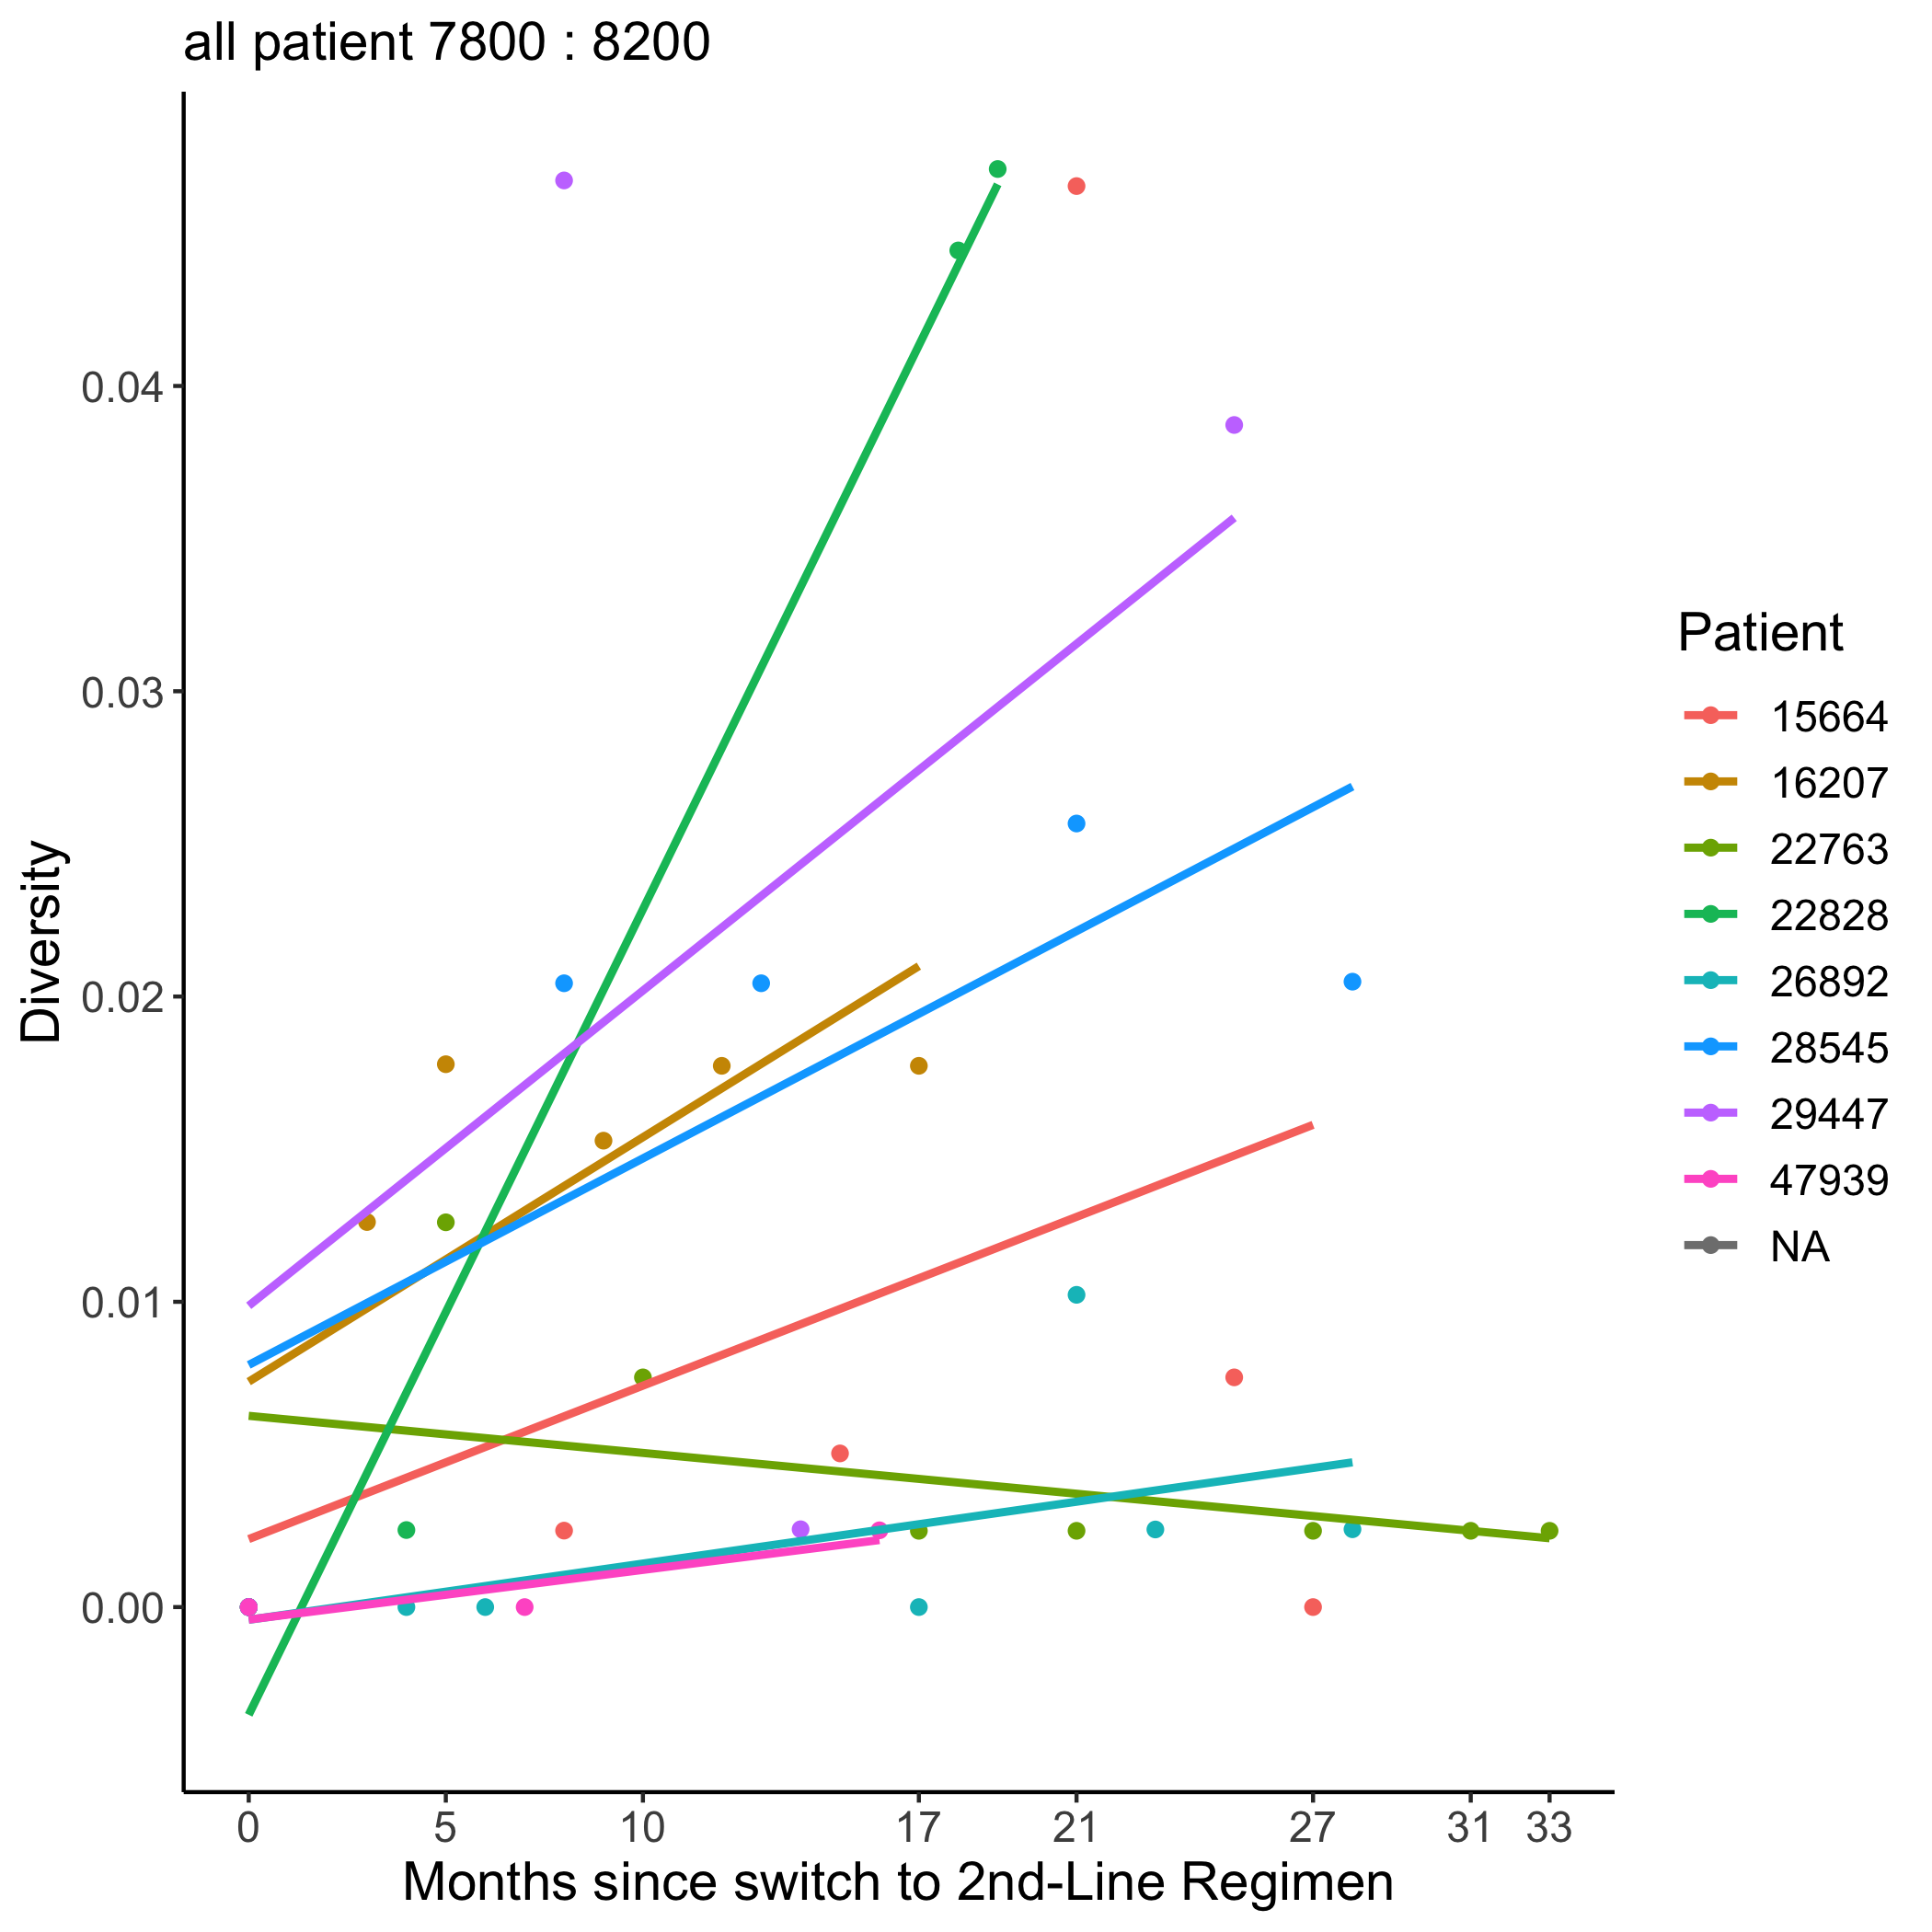 all patient 7800 : 8200
Diversity
0.04
0.03
0.02
0.01
0.00
0 5 10 17 21 27 31 33
Months since switch to 2nd-Line Regimen
Patient
15664
16207
22763
22828
26892
28545
29447
47939
NA